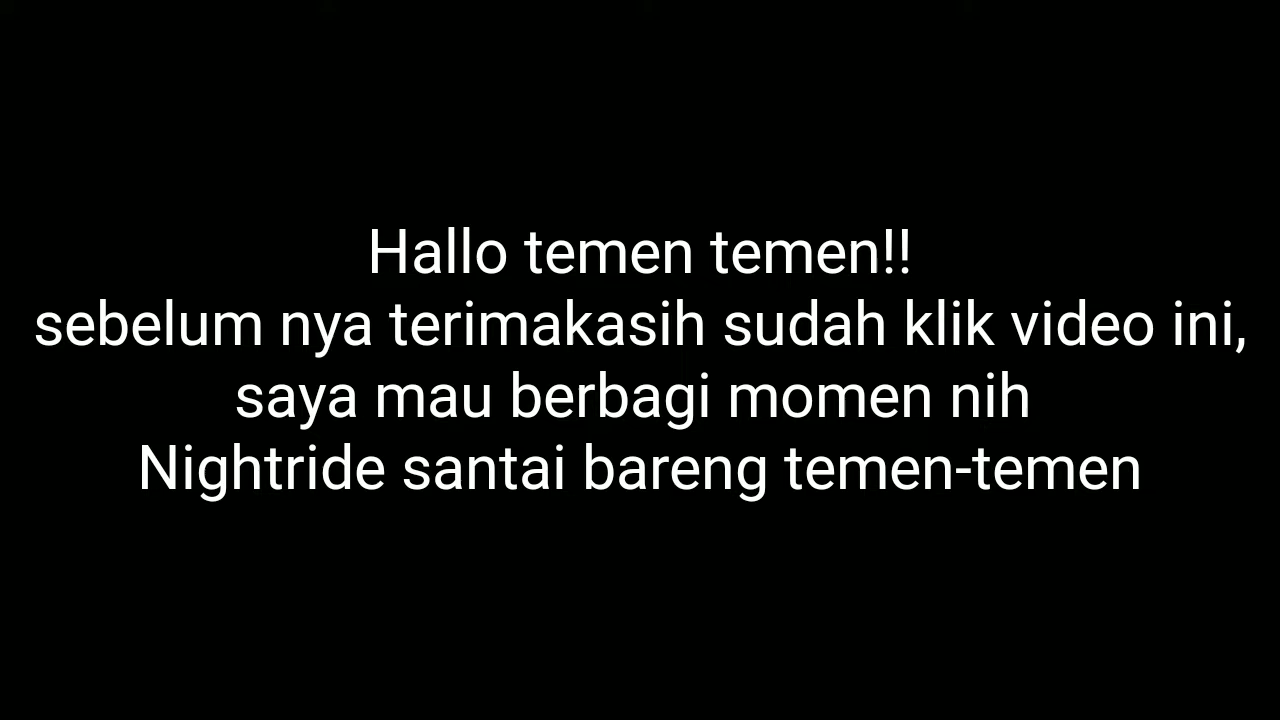 Hallo temen temen!!
sebelum nya terimakasih sudah klik video ini,
saya mau berbagi momen nih
Nightride santai bareng temen-temen